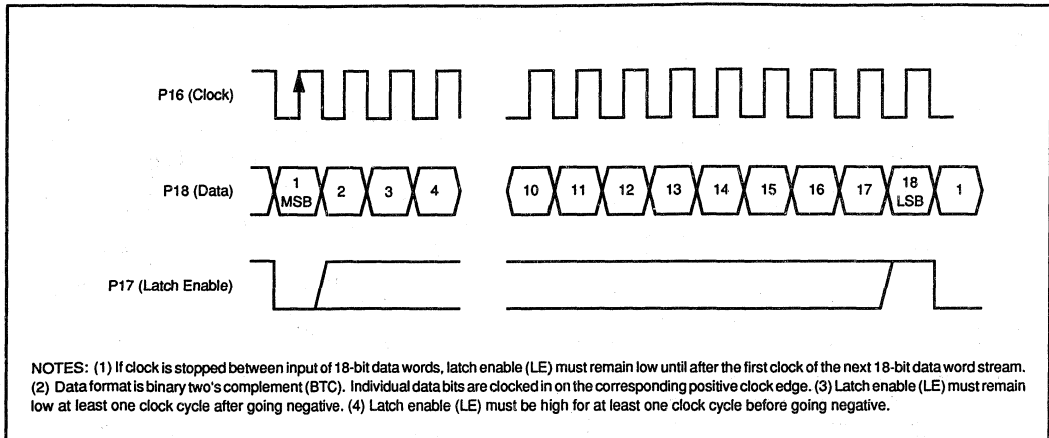 P16 (Clock)
P18 (Data)
1
MSB
2
3
4
10
11
12
13
14
15
16
17
18
LSB
1
P17 (Latch Enable)
NOTES: (1) If clock is stopped between input of 18-bit data words, latch enable (LE) must remain low until after the first clock of the next 18-bit data word stream.
(2) Data format is binary two's complement (BTC). Individual data bits are clocked in on the corresponding positive clock edge. (3) Latch enable (LE) must remain
low at least one clock cycle after going negative. (4) Latch enable (LE) must be high for at least one clock cycle before going negative.